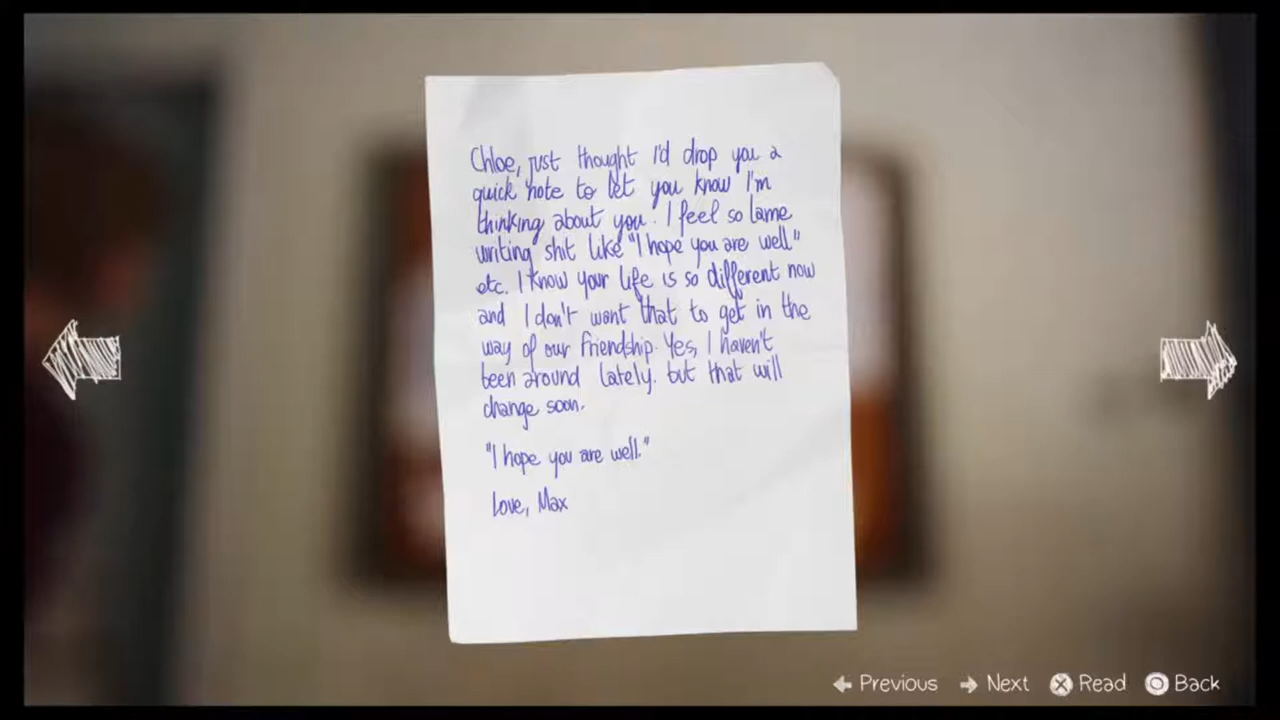 Chloe, just thought I'd drop you a
quick note to let you know I'm
thinking about you. I feel so lame
writing shit like "I hope you are well"
etc. I know your life is so different now
and I don't want that to get in the
way of our friendship. Yes, I haven't
been around lately. but that will
change soon.
"I hope you are well."
Love, Max
Previous Next Read Back